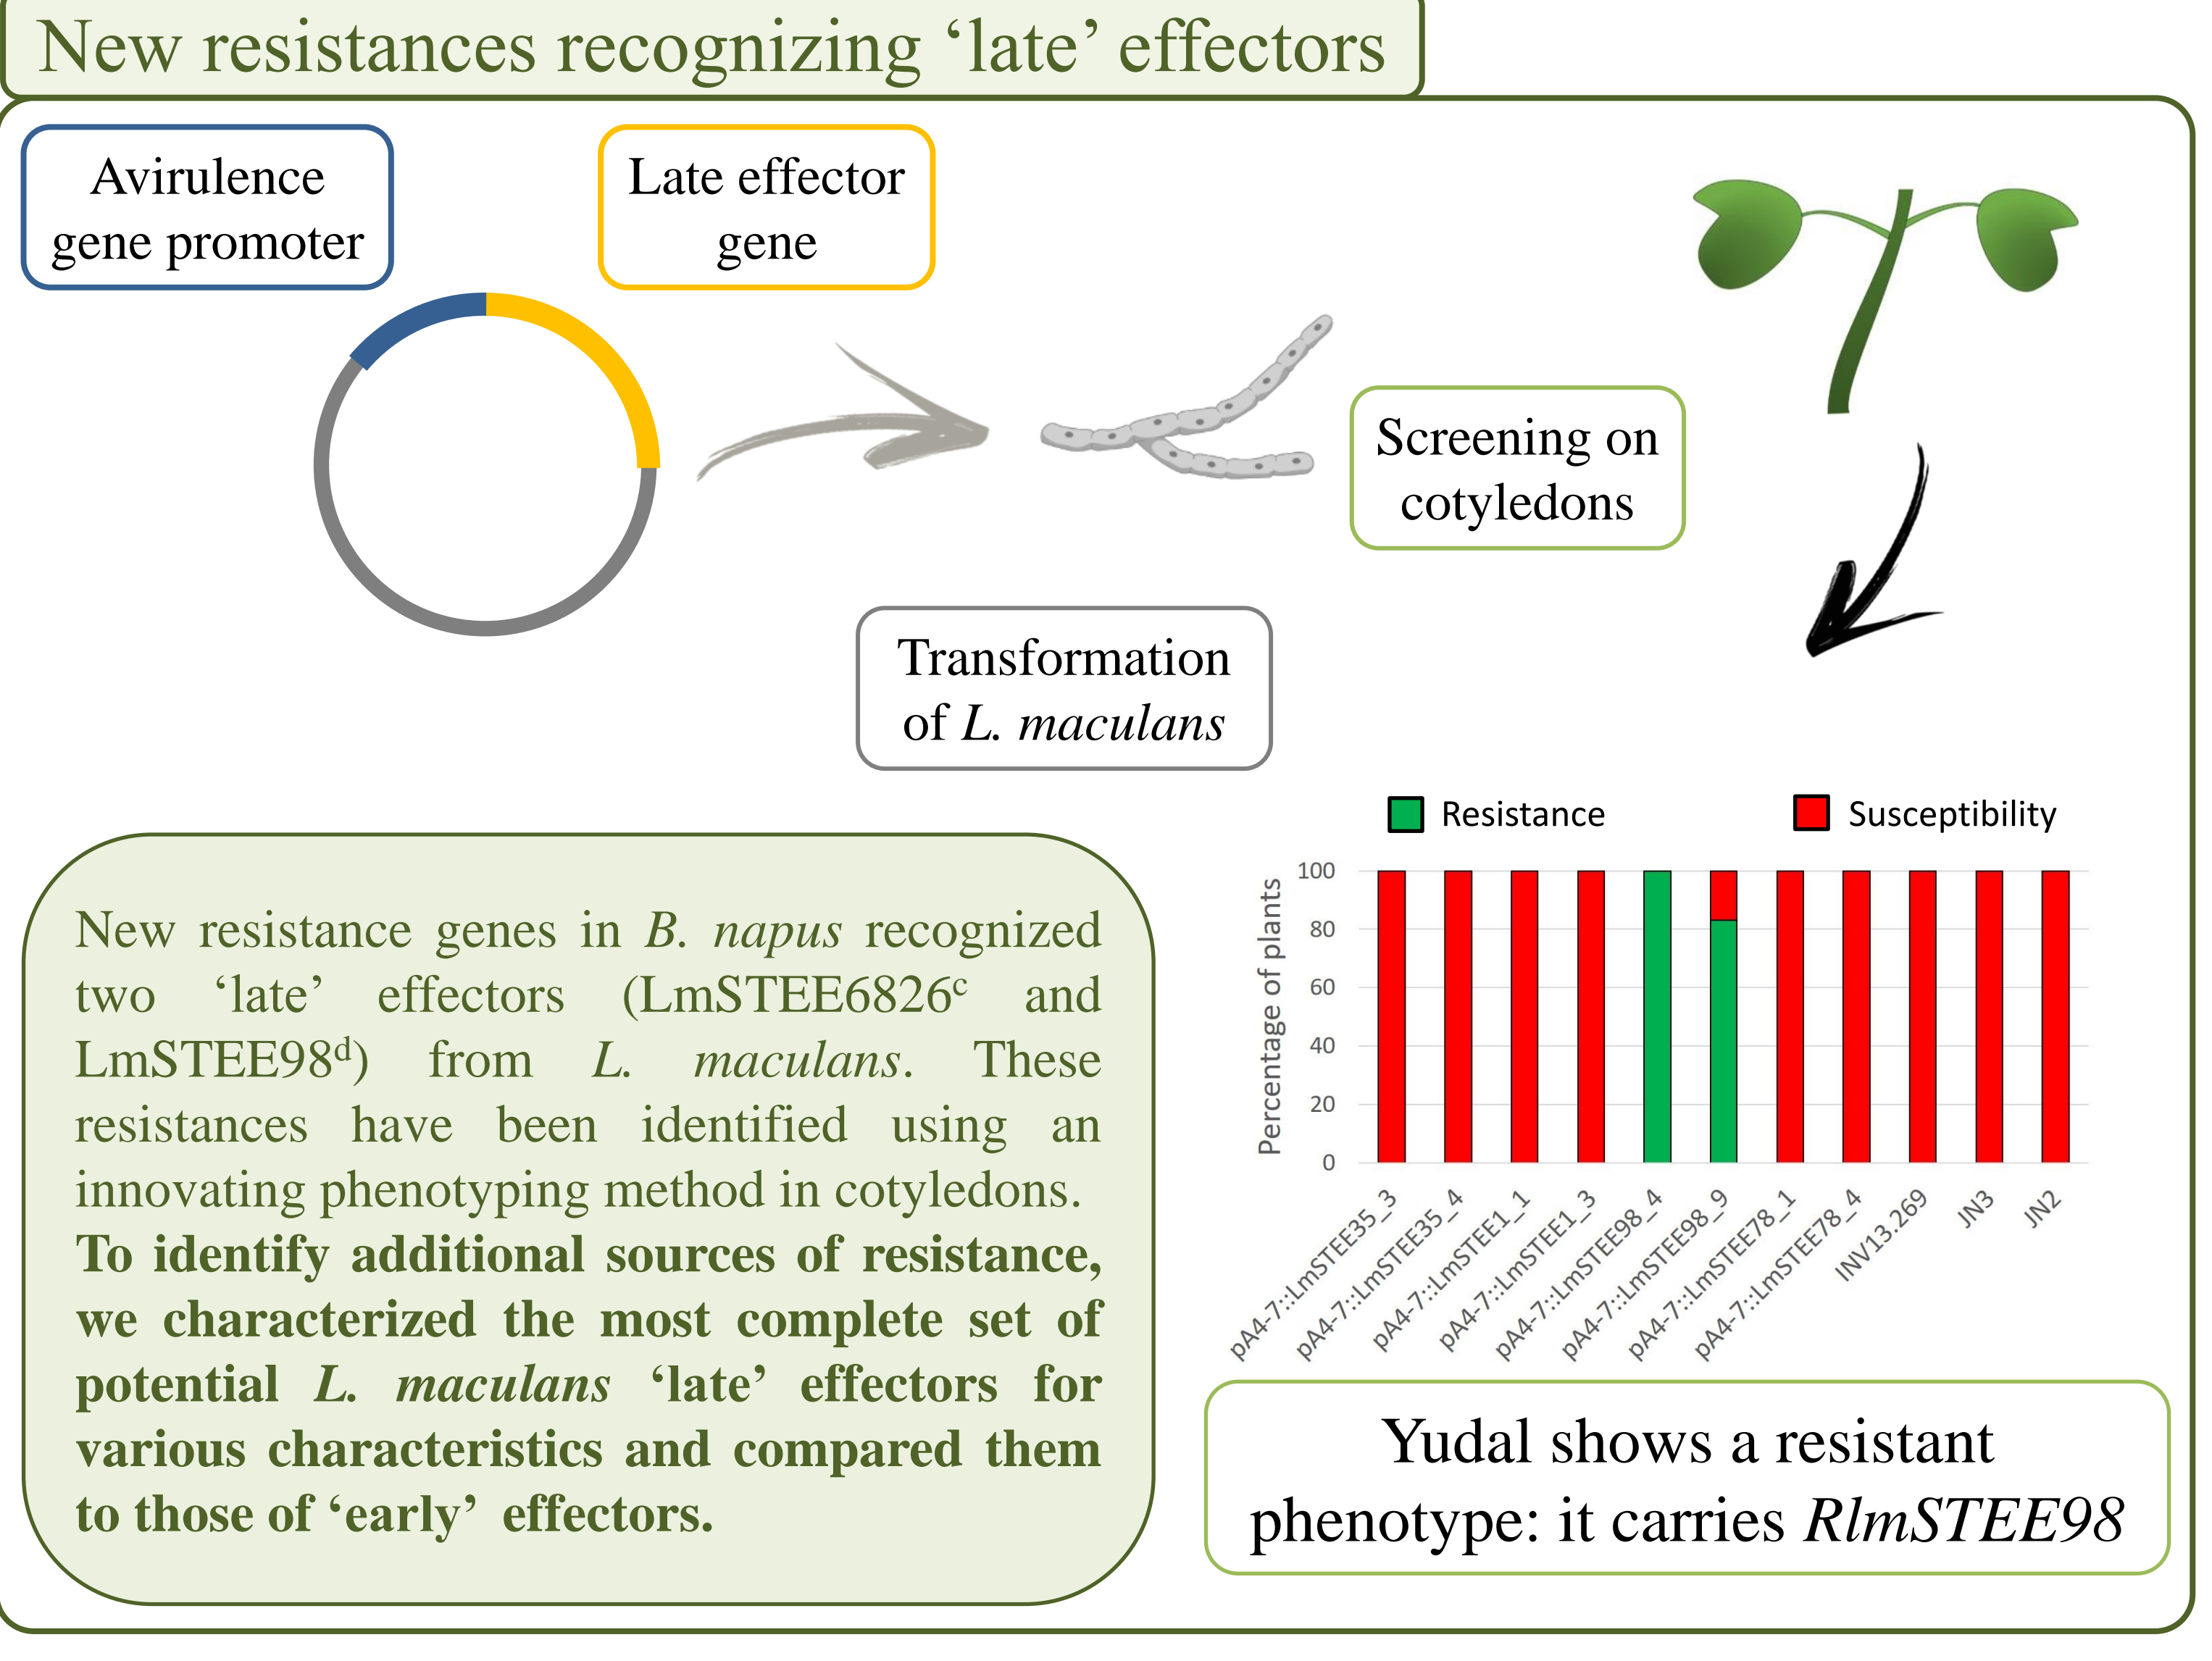 New resistances recognizing ‘late’ effectors
Avirulence
gene promoter
Late effector
gene
Screening on
cotyledons
Transformation
of L. maculans
New resistance genes in B. napus recognized
two ‘late’ effectors (LmSTEE6826ᶜ and
LmSTEE98ᵈ) from L. maculans. These
resistances have been identified using an
innovating phenotyping method in cotyledons.
To identify additional sources of resistance,
we characterized the most complete set of
potential L. maculans ‘late’ effectors for
various characteristics and compared them
to those of ‘early’ effectors.
Resistance
Susceptibility
Percentage of plants
100
80
60
40
20
0
pA4-7::LmSTEE35_3
pA4-7::LmSTEE35_4
pA4-7::LmSTEE1_1
pA4-7::LmSTEE1_3
pA4-7::LmSTEE98_4
pA4-7::LmSTEE98_9
pA4-7::LmSTEE78_1
pA4-7::LmSTEE78_4
INV13.269
JN3
JN2
Yudal shows a resistant
phenotype: it carries RlmSTEE98